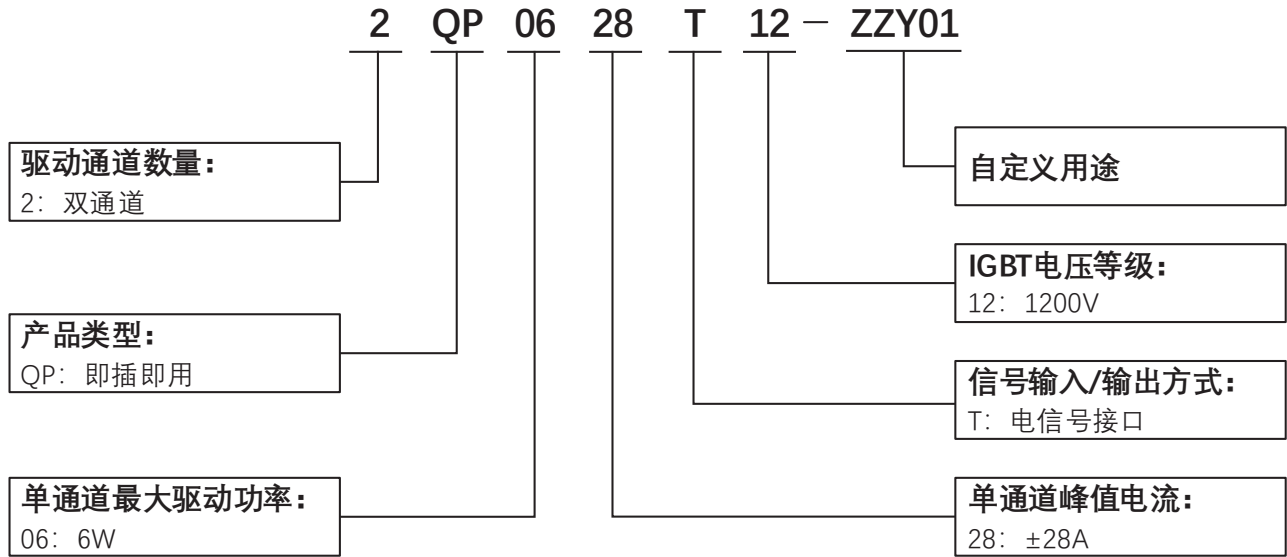 2 QP 06 28 T 12 － ZZY01
驱动通道数量：
2：双通道
自定义用途
IGBT电压等级：
12：1200V
产品类型：
QP：即插即用
信号输入/输出方式：
T：电信号接口
单通道最大驱动功率：
06：6W
单通道峰值电流：
28：±28A